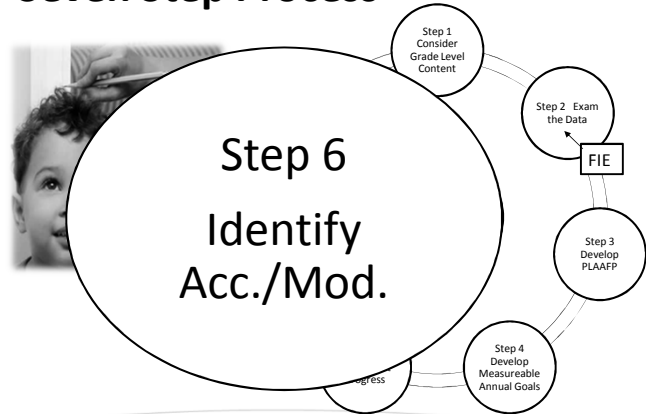 Step 1
Consider
Grade Level
Content
Step 2 Exam
the Data
FIE
Step 3
Develop
PLAAFP
Step 4
Develop
Measureable
Annual Goals
Step 6
Identify
Acc./Mod.